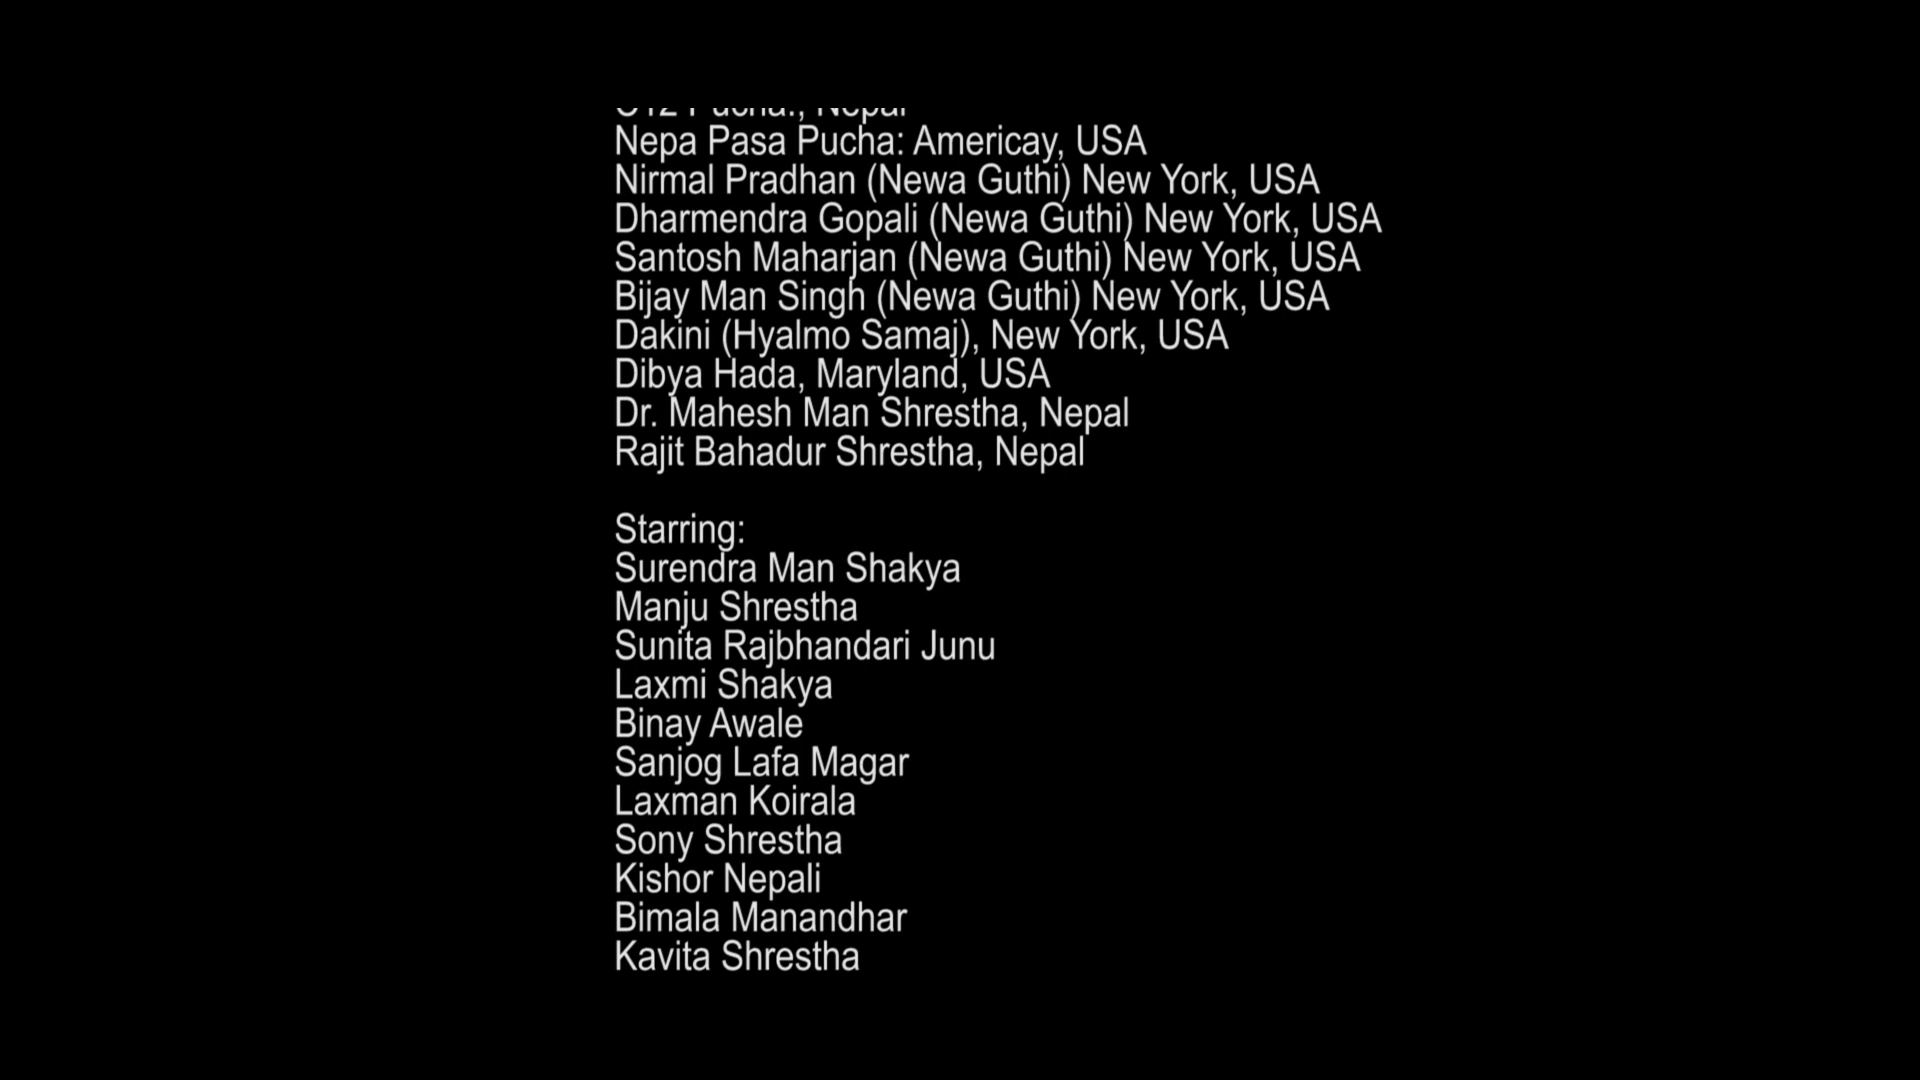 Pucha:, Nepal
Nepa Pasa Pucha: Americay, USA
Nirmal Pradhan (Newa Guthi) New York, USA
Dharmendra Gopali (Newa Guthi) New York, USA
Santosh Maharjan (Newa Guthi) New York, USA
Bijay Man Singh (Newa Guthi) New York, USA
Dakini (Hyalmo Samaj), New York, USA
Dibya Hada, Maryland, USA
Dr. Mahesh Man Shrestha, Nepal
Rajit Bahadur Shrestha, Nepal
Starring:
Surendra Man Shakya
Manju Shrestha
Sunita Rajbhandari Junu
Laxmi Shakya
Binay Awale
Sanjog Lafa Magar
Laxman Koirala
Sony Shrestha
Kishor Nepali
Bimala Manandhar
Kavita Shrestha